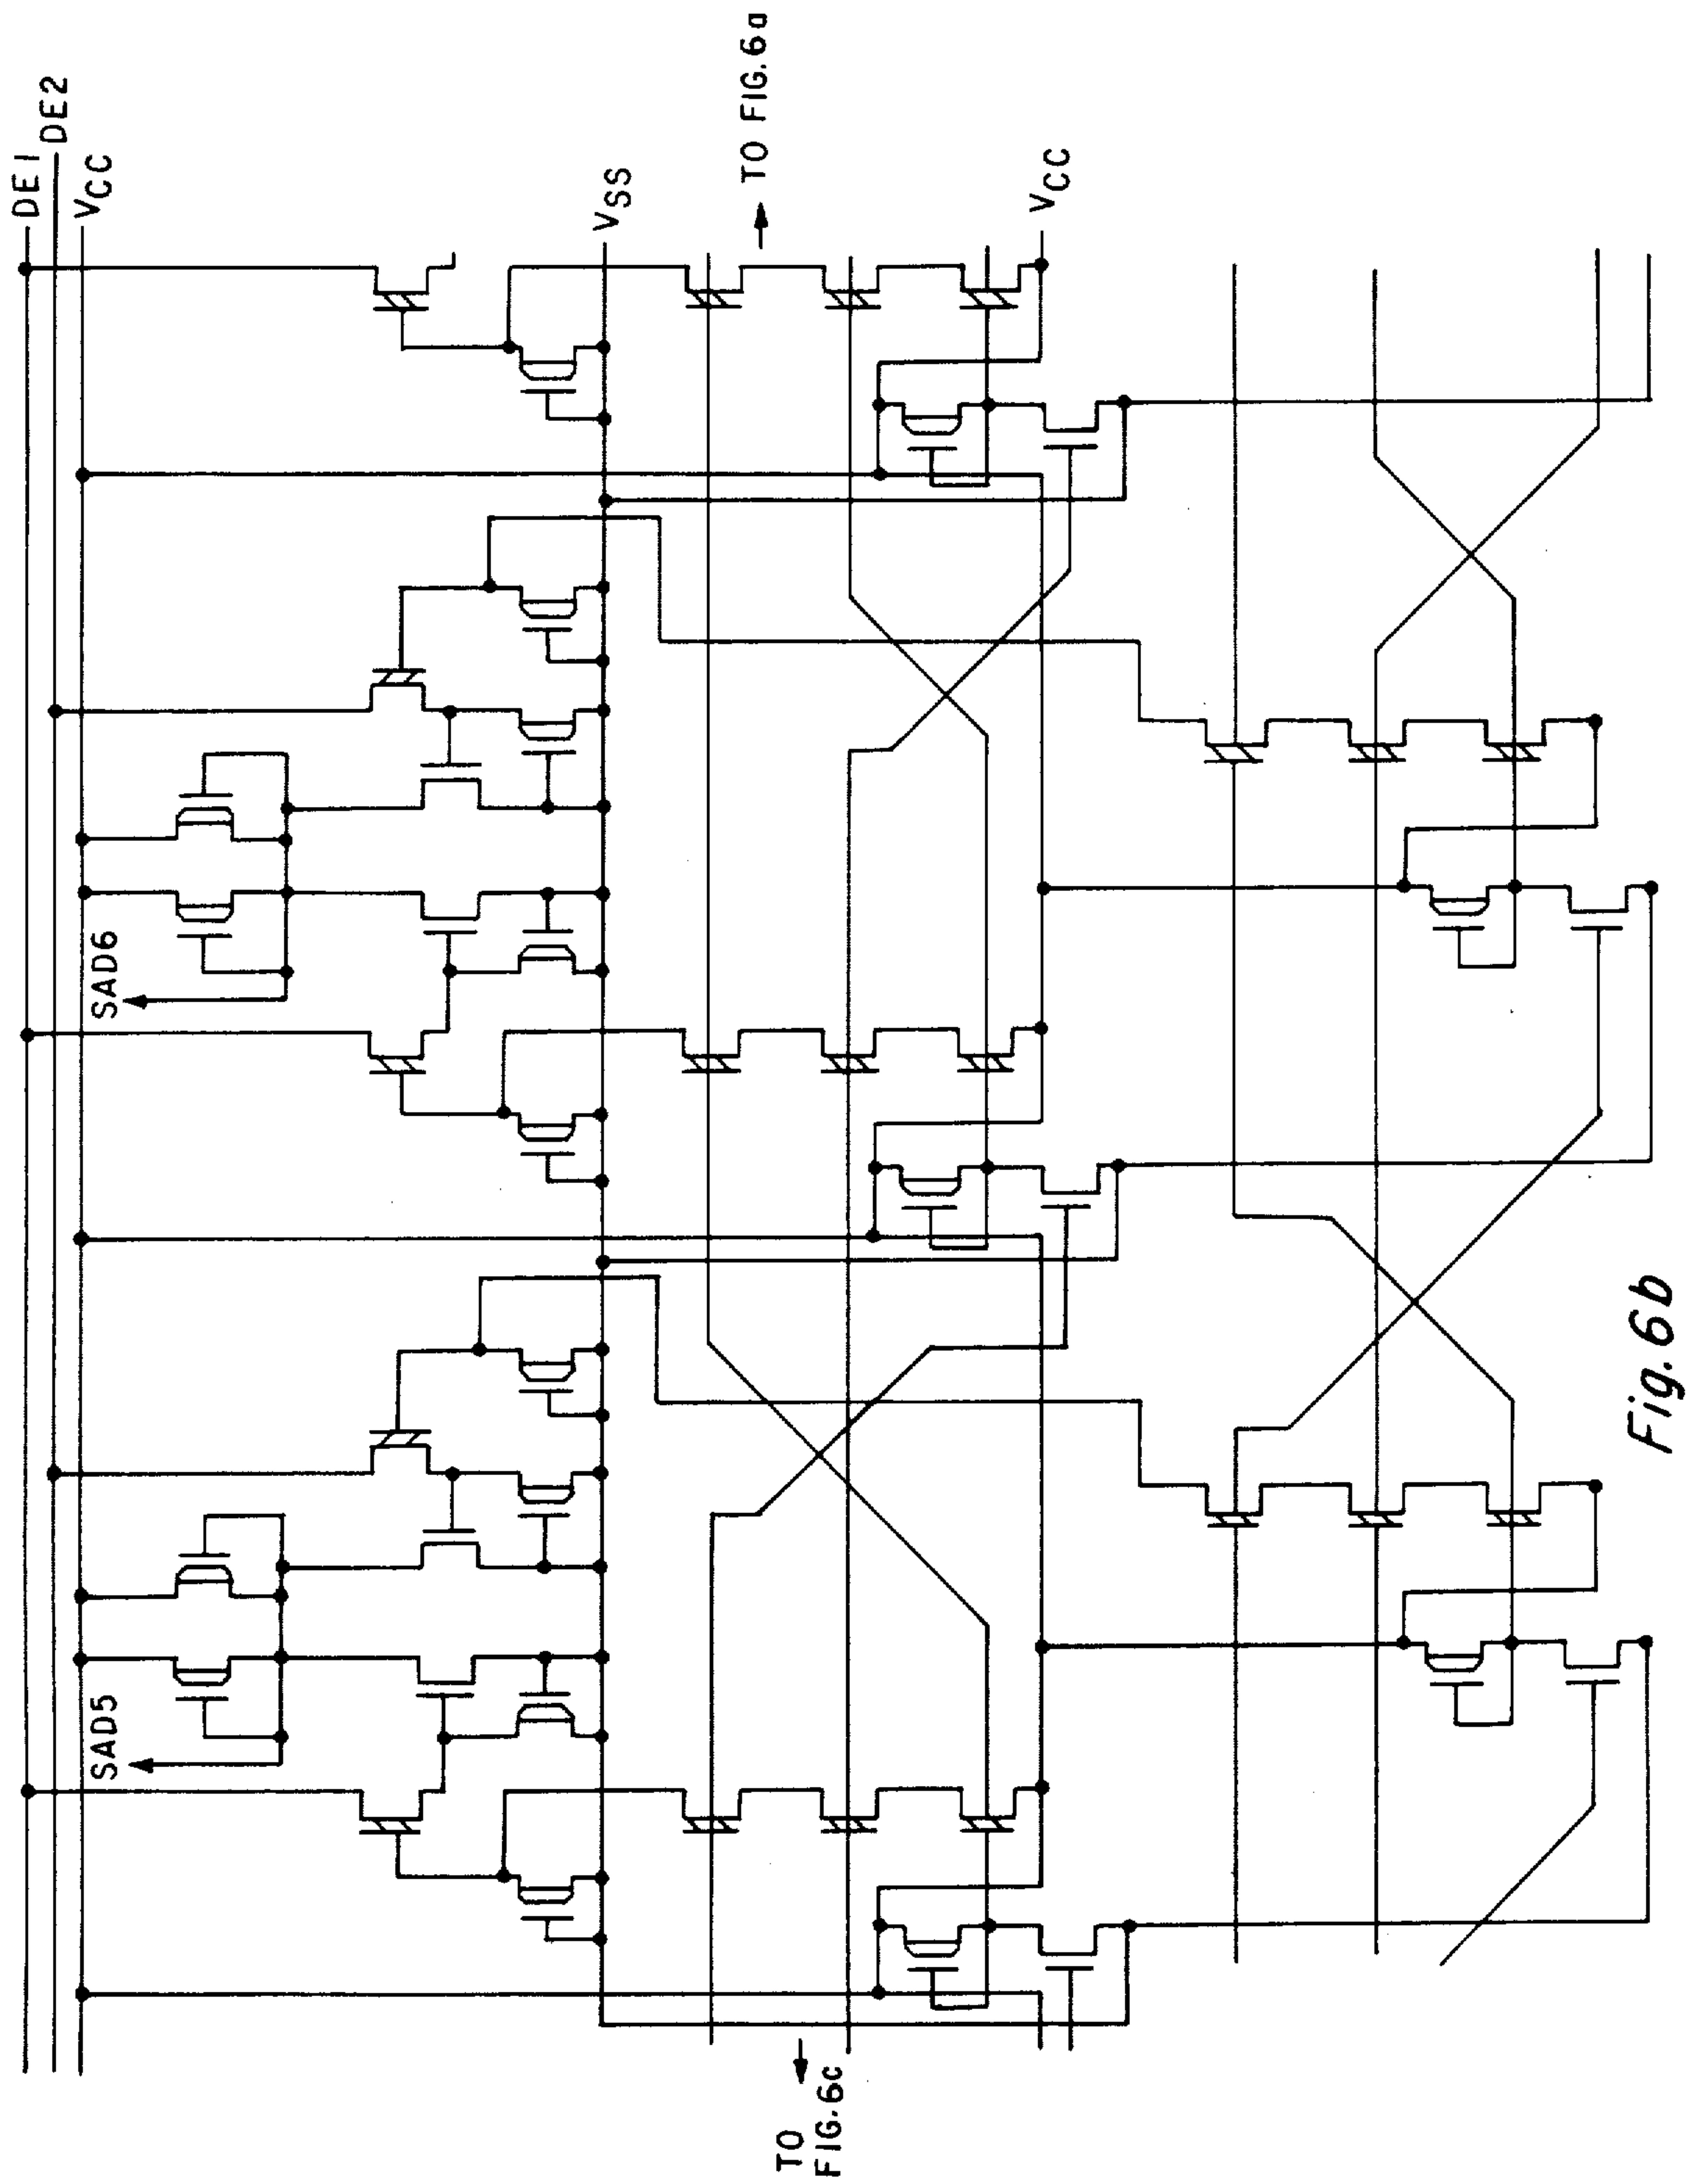 DE1
DE2
VCC
SAD6
SAD5
VSS
TO FIG. 6a
VCC
TO
FIG. 6c
Fig. 6b